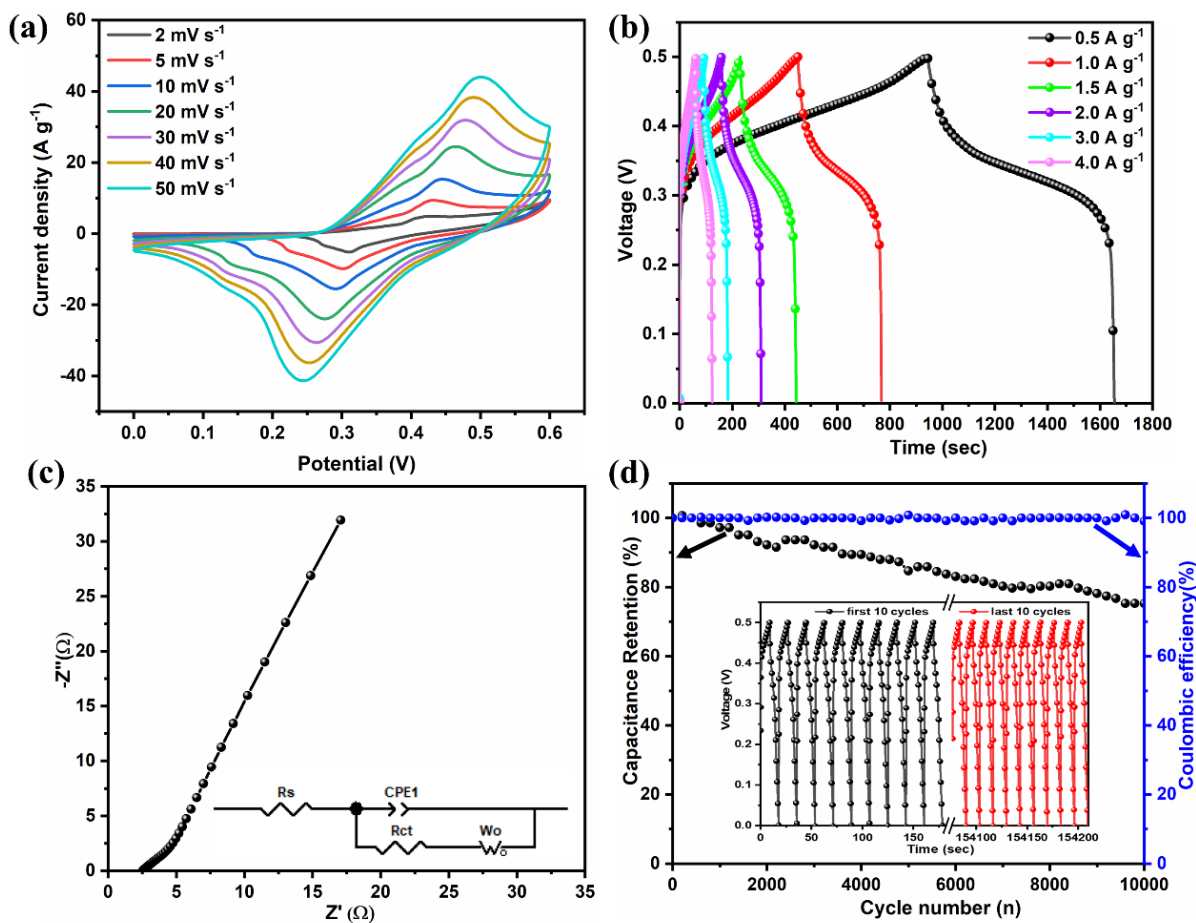 (a)
2 mV s⁻¹
5 mV s⁻¹
10 mV s⁻¹
20 mV s⁻¹
30 mV s⁻¹
40 mV s⁻¹
50 mV s⁻¹
Current density (A g⁻¹)
60
40
20
0
-20
-40
0.0 0.1 0.2 0.3 0.4 0.5 0.6
Potential (V)
(b)
0.5 A g⁻¹
1.0 A g⁻¹
1.5 A g⁻¹
2.0 A g⁻¹
3.0 A g⁻¹
4.0 A g⁻¹
Voltage (V)
0.5
0.4
0.3
0.2
0.1
0.0
0 200 400 600 800 1000 1200 1400 1600 1800
Time (sec)
(c)
-Z''(Ω)
35
30
25
20
15
10
5
0
Rs
CPE1
Rct
Wo
0 5 10 15 20 25 30 35
Z' (Ω)
(d)
Capacitance Retention (%)
100
80
60
40
20
0
first 10 cycles
last 10 cycles
Voltage (V)
0.5
0.4
0.3
0.2
0.1
0.0
0 50 100 150 154100 154150 154200
Time (sec)
100
80
60
40
20
0
Coulombic efficiency(%)
0 2000 4000 6000 8000 10000
Cycle number (n)